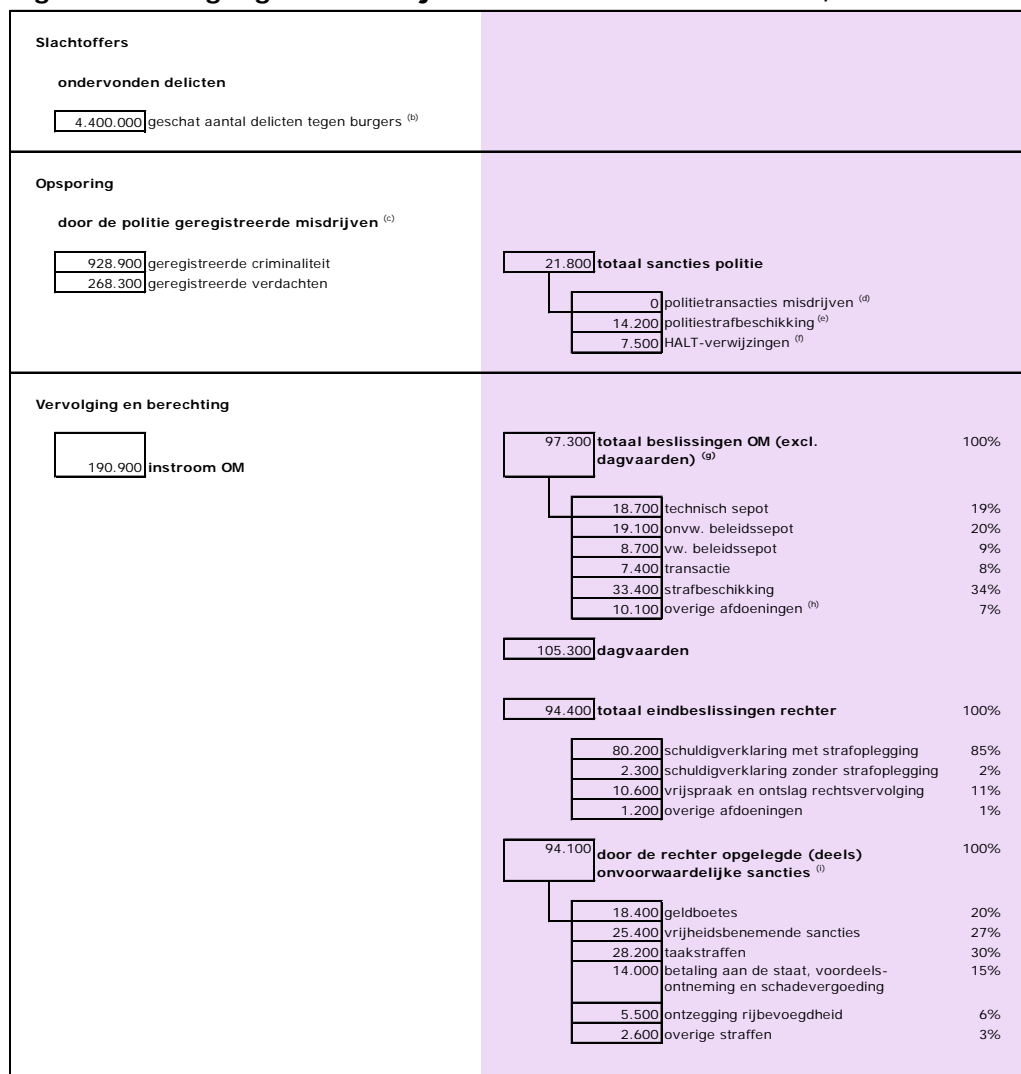 Slachtoffers
ondervonden delicten
4.400.000 geschat aantal delicten tegen burgers (b)
Opsporing
door de politie geregistreerde misdrijven (c)
928.900 geregistreerde criminaliteit
268.300 geregistreerde verdachten
21.800 totaal sancties politie
0 politietransacties misdrijven (d)
14.200 politiestrafbeschikking (e)
7.500 HALT-verwijzingen (f)
Vervolging en berechting
190.900 instroom OM
97.300 totaal beslissingen OM (excl. 100%
dagvaarden) (g)
18.700 technisch sepot 19%
19.100 onvw. beleidssepot 20%
8.700 vw. beleidssepot 9%
7.400 transactie 8%
33.400 strafbeschikking 34%
10.100 overige afdoeningen (h) 7%
105.300 dagvaarden
94.400 totaal eindbeslissingen rechter 100%
80.200 schuldigverklaring met strafoplegging 85%
2.300 schuldigverklaring zonder strafoplegging 2%
10.600 vrijspraak en ontslag rechtsvervolging 11%
1.200 overige afdoeningen 1%
94.100 door de rechter opgelegde (deels) 100%
onvoorwaardelijke sancties (i)
18.400 geldboetes 20%
25.400 vrijheidsbenemende sancties 27%
28.200 taakstraffen 30%
14.000 betaling aan de staat, voordeels- 15%
ontneming en schadevergoeding
5.500 ontzegging rijbevoegdheid 6%
2.600 overige straffen 3%